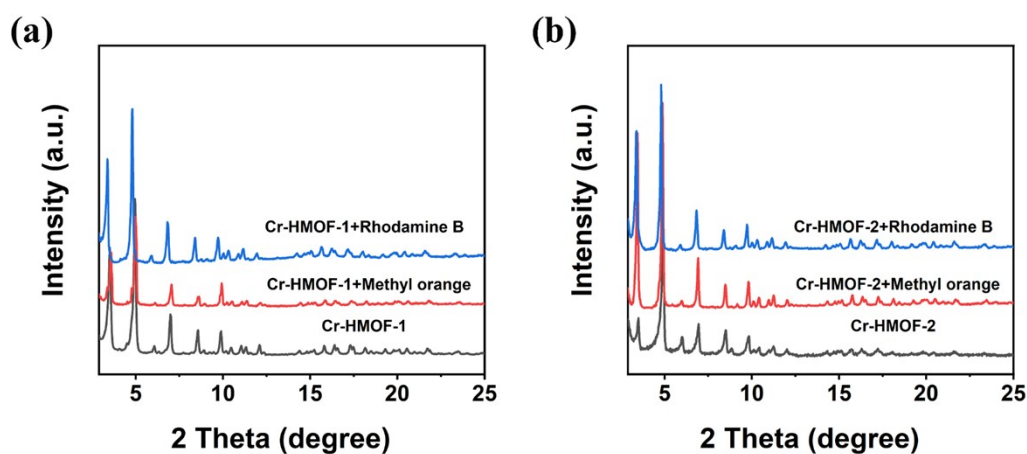 (a)
Intensity (a.u.)
Cr-HMOF-1+Rhodamine B
Cr-HMOF-1+Methyl orange
Cr-HMOF-1
5 10 15 20 25
2 Theta (degree)
(b)
Intensity (a.u.)
Cr-HMOF-2+Rhodamine B
Cr-HMOF-2+Methyl orange
Cr-HMOF-2
5 10 15 20 25
2 Theta (degree)